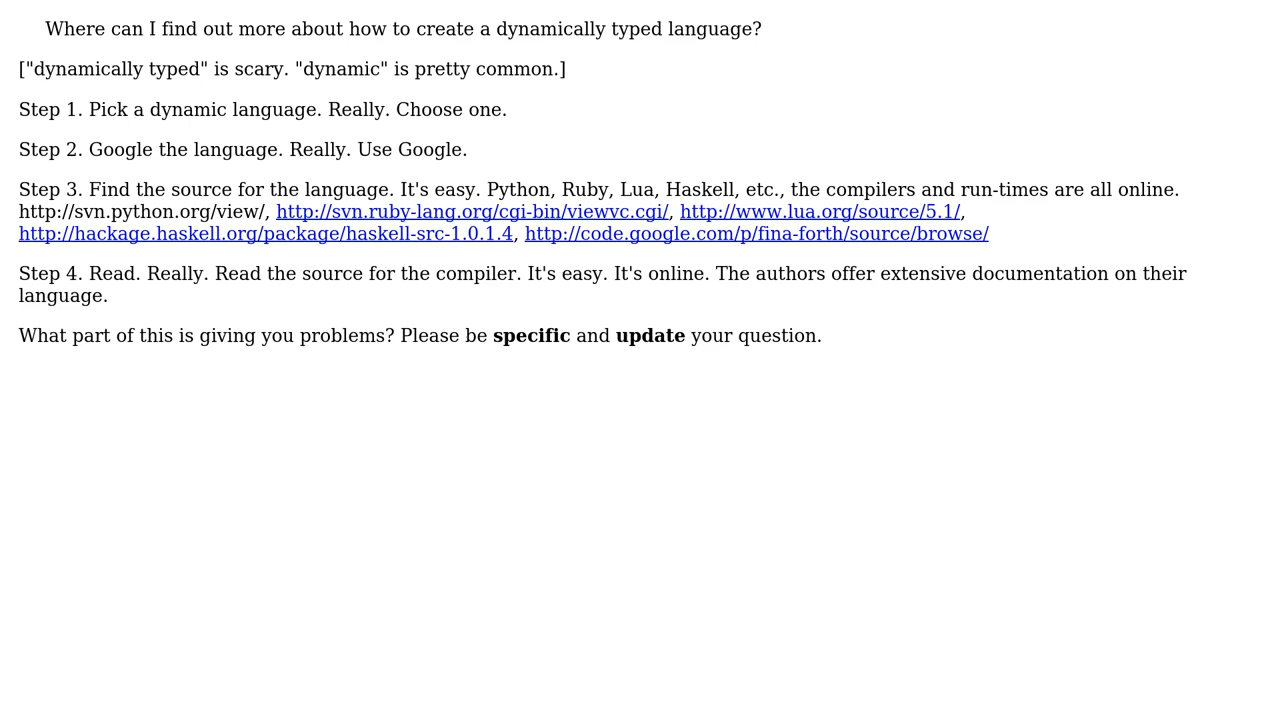 Where can I find out more about how to create a dynamically typed language?
["dynamically typed" is scary. "dynamic" is pretty common.]
Step 1. Pick a dynamic language. Really. Choose one.
Step 2. Google the language. Really. Use Google.
Step 3. Find the source for the language. It's easy. Python, Ruby, Lua, Haskell, etc., the compilers and run-times are all online.
http://svn.python.org/view/, http://svn.ruby-lang.org/cgi-bin/viewvc.cgi/, http://www.lua.org/source/5.1/,
http://hackage.haskell.org/package/haskell-src-1.0.1.4, http://code.google.com/p/fina-forth/source/browse/
Step 4. Read. Really. Read the source for the compiler. It's easy. It's online. The authors offer extensive documentation on their
language.
What part of this is giving you problems? Please be specific and update your question.